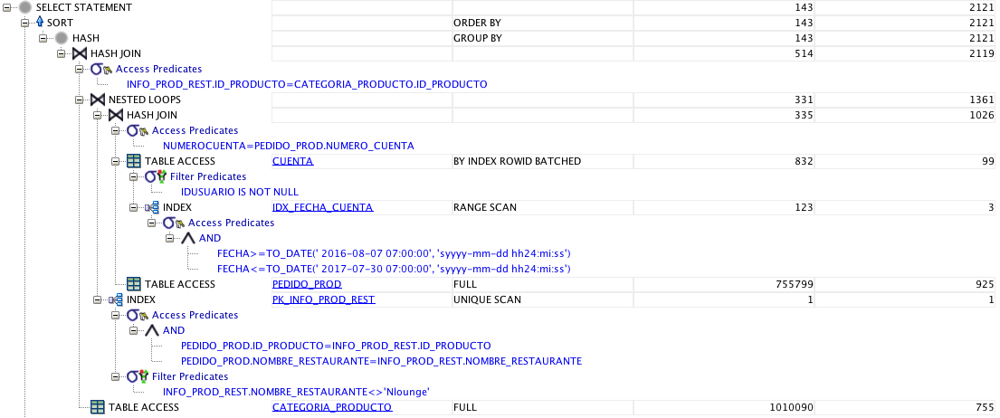 SELECT STATEMENT 143 2121
SORT ORDER BY 143 2121
HASH GROUP BY 143 2121
HASH JOIN 514 2119
Access Predicates
INFO_PROD_REST.ID_PRODUCTO=CATEGORIA_PRODUCTO.ID_PRODUCTO
NESTED LOOPS 331 1361
HASH JOIN 335 1026
Access Predicates
NUMEROCUENTA=PEDIDO_PROD.NUMERO_CUENTA
TABLE ACCESS CUENTA BY INDEX ROWID BATCHED 832 99
Filter Predicates
IDUSUARIO IS NOT NULL
INDEX IDX_FECHA_CUENTA RANGE SCAN 123 3
Access Predicates
AND
FECHA>=TO_DATE(' 2016-08-07 07:00:00', 'syyyy-mm-dd hh24:mi:ss')
FECHA<=TO_DATE(' 2017-07-30 07:00:00', 'syyyy-mm-dd hh24:mi:ss')
TABLE ACCESS PEDIDO_PROD FULL 755799 925
INDEX PK_INFO_PROD_REST UNIQUE SCAN 1 1
Access Predicates
AND
PEDIDO_PROD.ID_PRODUCTO=INFO_PROD_REST.ID_PRODUCTO
PEDIDO_PROD.NOMBRE_RESTAURANTE=INFO_PROD_REST.NOMBRE_RESTAURANTE
Filter Predicates
INFO_PROD_REST.NOMBRE_RESTAURANTE<>'Nlounge'
TABLE ACCESS CATEGORIA_PRODUCTO FULL 1010090 755